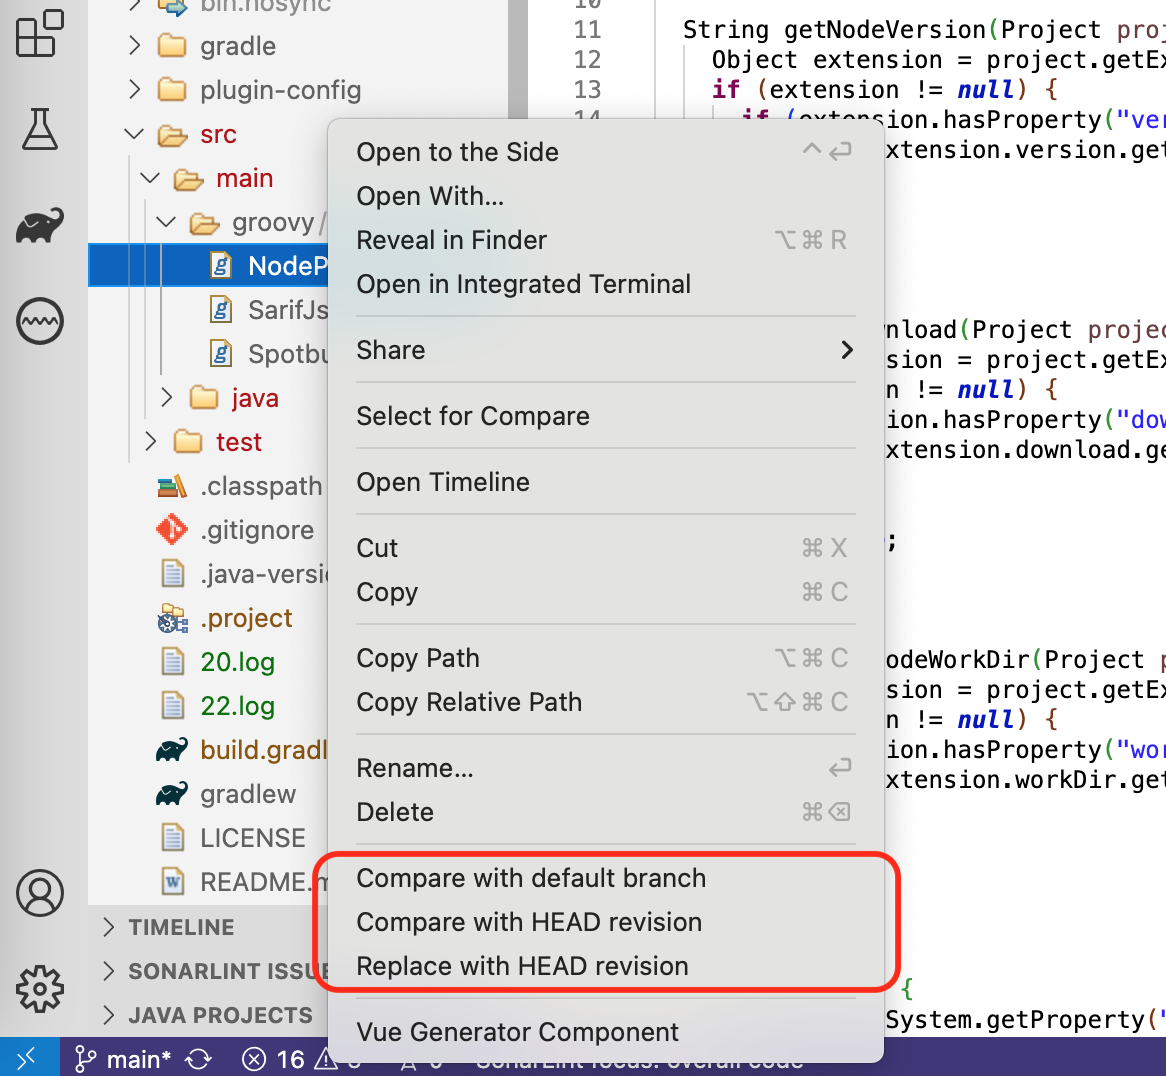 bin.nosync
gradle
plugin-config
src
main
groovy/
NodeP
SarifJs
Spotbu
java
test
.classpath
.gitignore
.java-versi
.project
20.log
22.log
build.gradl
gradlew
LICENSE
README.m
TIMELINE
SONARLINT ISSUE
JAVA PROJECTS
Open to the Side ^ ↩
Open With...
Reveal in Finder ⌥ ⌘ R
Open in Integrated Terminal
Share
Select for Compare
Open Timeline
Cut ⌘ X
Copy ⌘ C
Copy Path ⌥ ⌘ C
Copy Relative Path ⌥ ⇧ ⌘ C
Rename... ↩
Delete ⌘ ⌫
Compare with default branch
Compare with HEAD revision
Replace with HEAD revision
Vue Generator Component
10
11 String getNodeVersion(Project proj
12 Object extension = project.getEx
13 if (extension != null) {
14 if (extension.hasProperty("ver
xtension.version.get
nload(Project projec
sion = project.getEx
n != null) {
ion.hasProperty("dow
xtension.download.ge
;
odeWorkDir(Project p
sion = project.getEx
n != null) {
ion.hasProperty("wor
xtension.workDir.get
{
System.getProperty("
main* 16 SonarLint focus: overall code